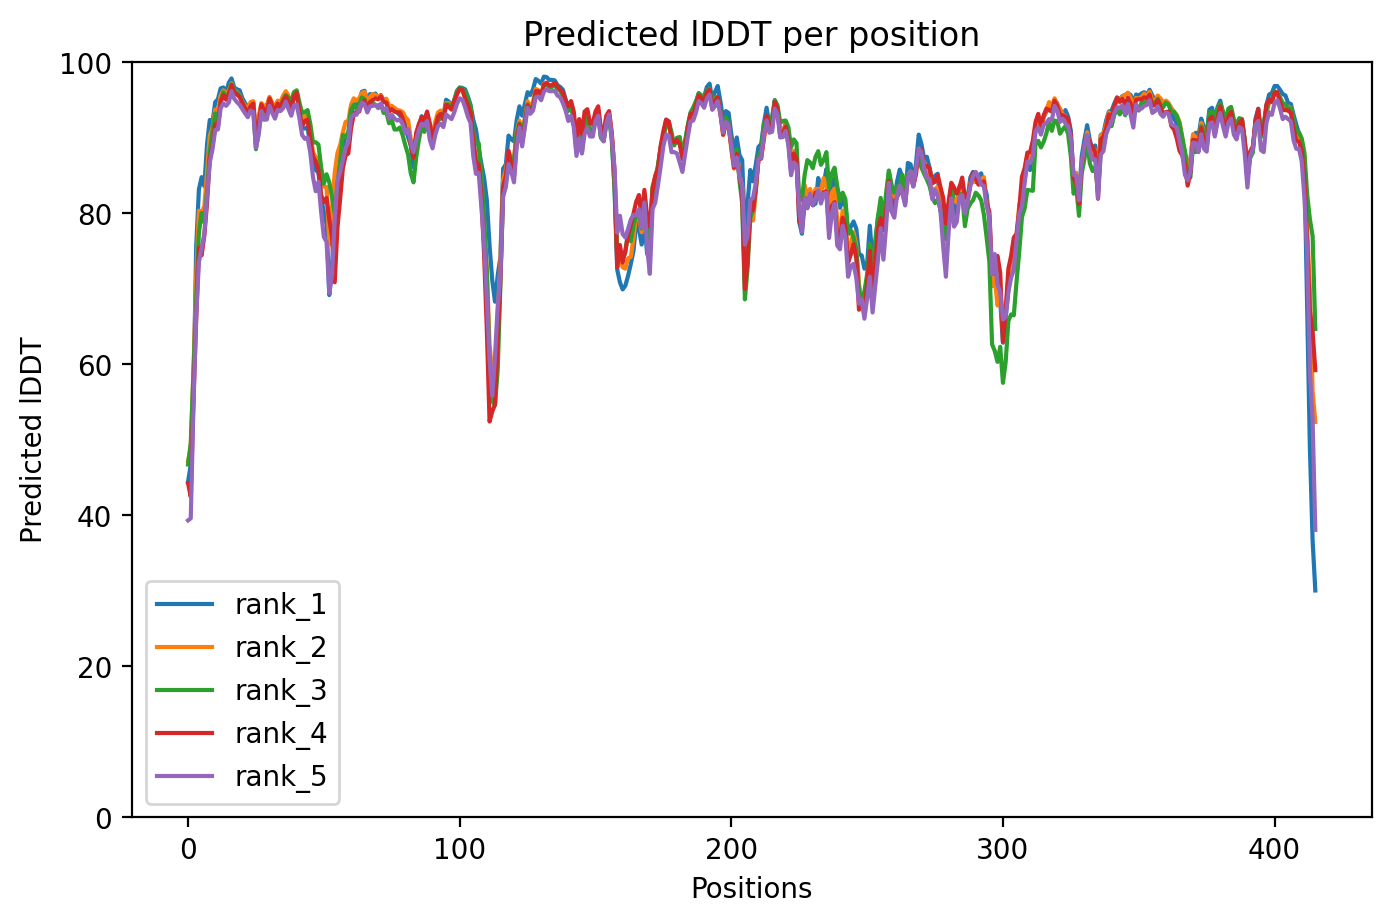 Predicted lDDT per position
100
80
60
40
20
0
Predicted lDDT
rank_1
rank_2
rank_3
rank_4
rank_5
0 100 200 300 400
Positions